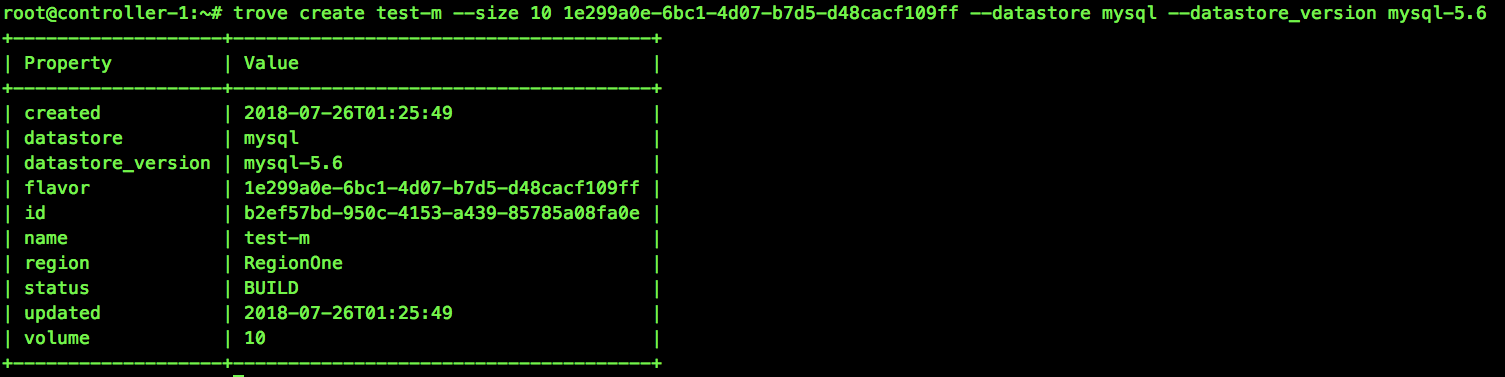 root@controller-1:~# trove create test-m --size 10 1e299a0e-6bc1-4d07-b7d5-d48cacf109ff --datastore mysql --datastore_version mysql-5.6
+-------------------+--------------------------------------+
| Property          | Value                                |
+-------------------+--------------------------------------+
| created           | 2018-07-26T01:25:49                  |
| datastore         | mysql                                |
| datastore_version | mysql-5.6                            |
| flavor            | 1e299a0e-6bc1-4d07-b7d5-d48cacf109ff |
| id                | b2ef57bd-950c-4153-a439-85785a08fa0e |
| name              | test-m                               |
| region            | RegionOne                            |
| status            | BUILD                                |
| updated           | 2018-07-26T01:25:49                  |
| volume            | 10                                   |
+-------------------+--------------------------------------+